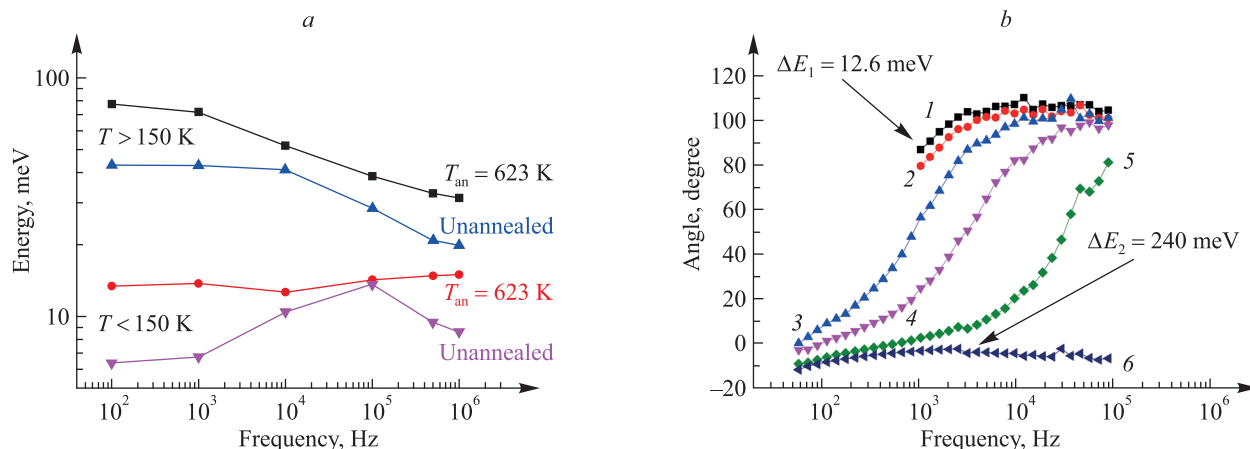 a
100
10
Energy, meV
T > 150 K
T_an = 623 K
Unannealed
T_an = 623 K
T < 150 K
Unannealed
10^2 10^3 10^4 10^5 10^6
Frequency, Hz
b
120
100
80
60
40
20
0
–20
Angle, degree
ΔE_1 = 12.6 meV
1
2
5
ΔE_2 = 240 meV
3
4
6
10^2 10^3 10^4 10^5 10^6
Frequency, Hz